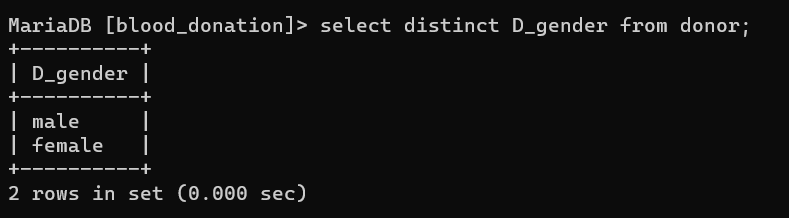 MariaDB [blood_donation]> select distinct D_gender from donor;
+----------+
| D_gender |
+----------+
| male     |
| female   |
+----------+
2 rows in set (0.000 sec)